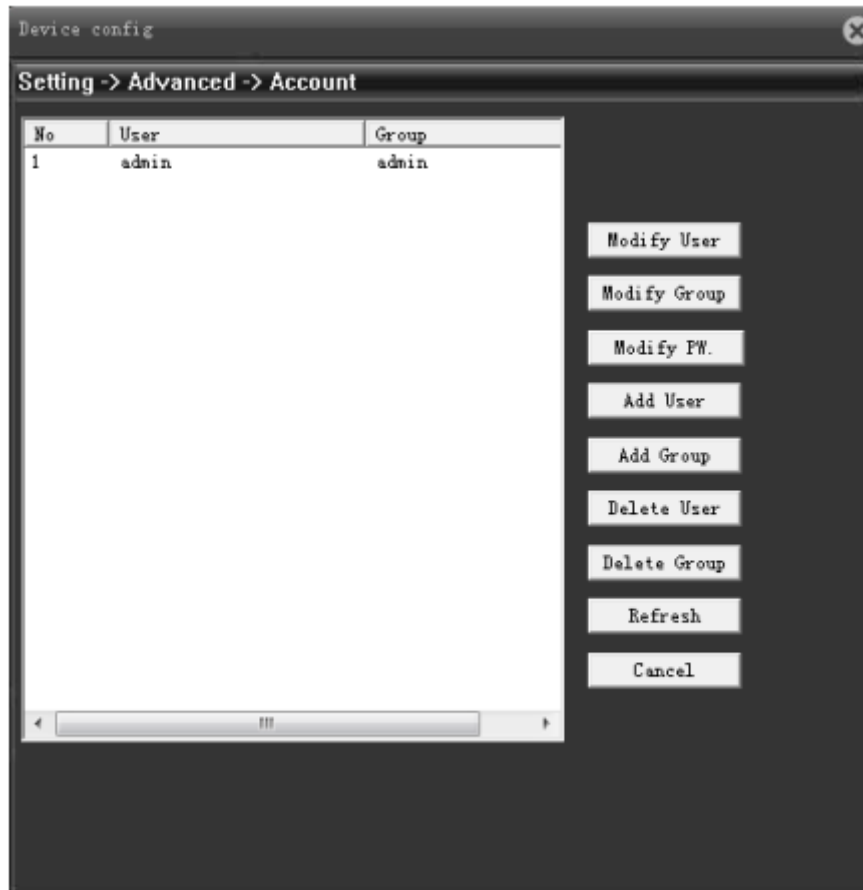 Device config
Setting -> Advanced -> Account
No User Group
1 admin admin
Modify User
Modify Group
Modify PW.
Add User
Add Group
Delete User
Delete Group
Refresh
Cancel